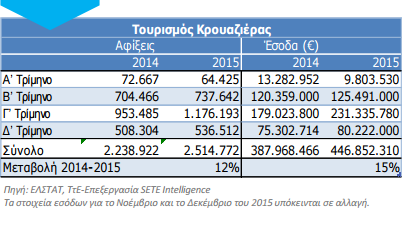 Τουρισμός Κρουαζιέρας
Αφίξεις Έσοδα (€)
2014 2015 2014 2015
Α' Τρίμηνο 72.667 64.425 13.282.952 9.803.530
Β' Τρίμηνο 704.466 737.642 120.359.000 125.491.000
Γ' Τρίμηνο 953.485 1.176.193 179.023.800 231.335.780
Δ' Τρίμηνο 508.304 536.512 75.302.714 80.222.000
Σύνολο 2.238.922 2.514.772 387.968.466 446.852.310
Μεταβολή 2014-2015 12% 15%
Πηγή: ΕΛΣΤΑΤ, ΤτΕ-Επεξεργασία SETE Intelligence
Τα στοιχεία εσόδων για το Νοέμβριο και το Δεκέμβριο του 2015 υπόκεινται σε αλλαγή.